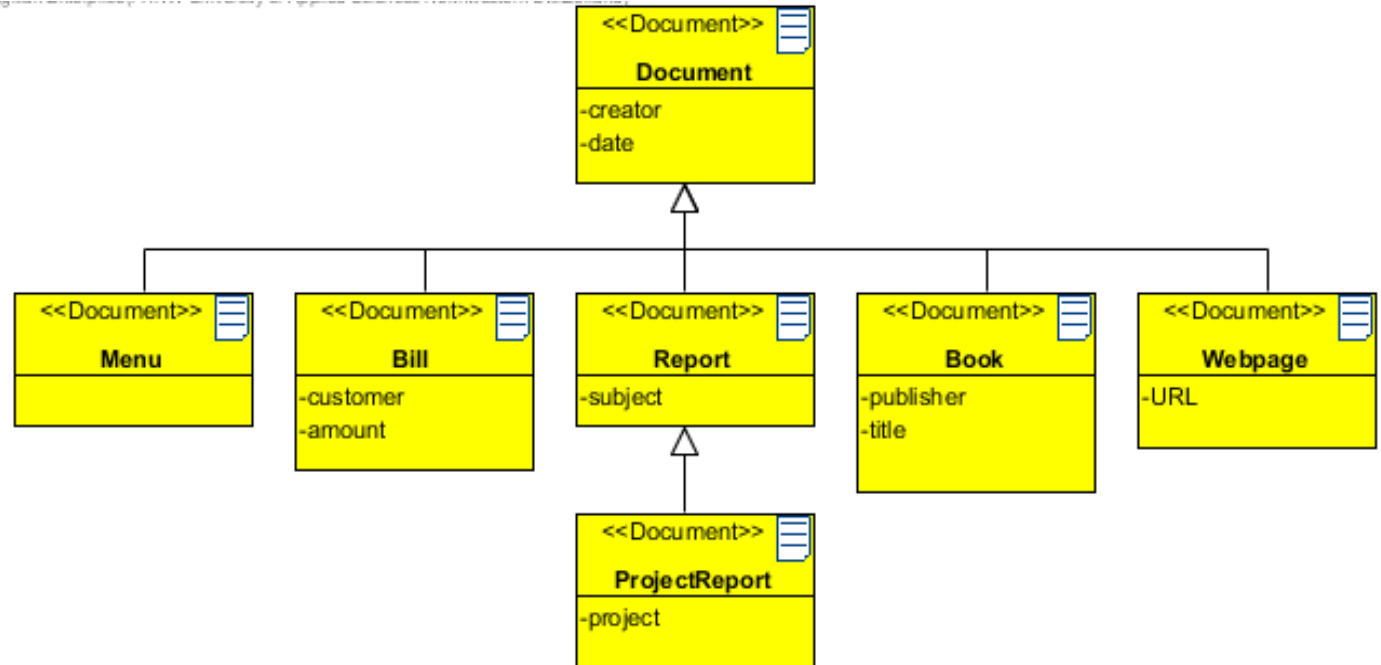 <<Document>>
Document
-creator
-date
<<Document>>
Menu
<<Document>>
Bill
-customer
-amount
<<Document>>
Report
-subject
<<Document>>
Book
-publisher
-title
<<Document>>
Webpage
-URL
<<Document>>
ProjectReport
-project